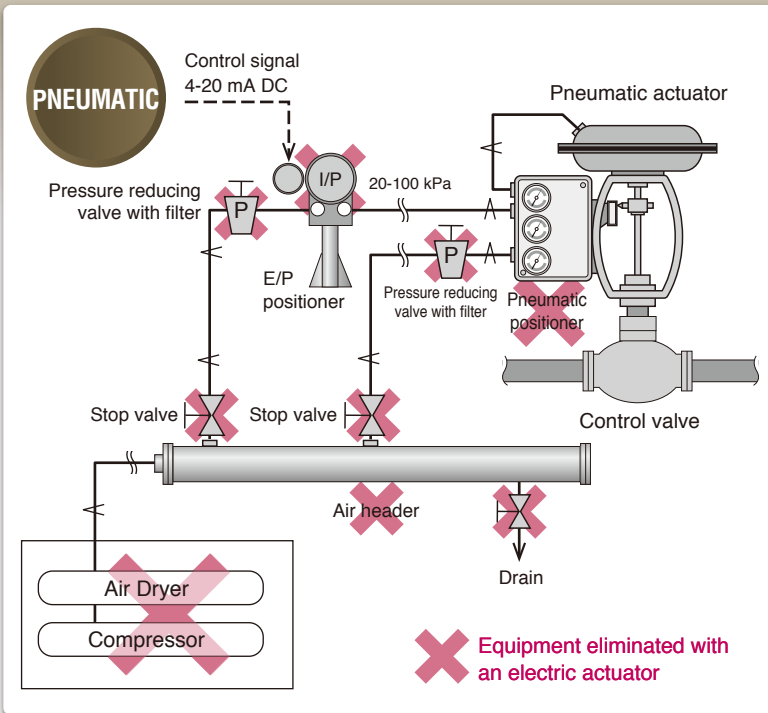 PNEUMATIC
Control signal
4-20 mA DC
Pneumatic actuator
I/P
20-100 kPa
Pressure reducing
valve with filter
P
E/P
positioner
P
Pressure reducing
valve with filter
Pneumatic
positioner
Stop valve
Stop valve
Control valve
Air header
Drain
Air Dryer
Compressor
Equipment eliminated with
an electric actuator